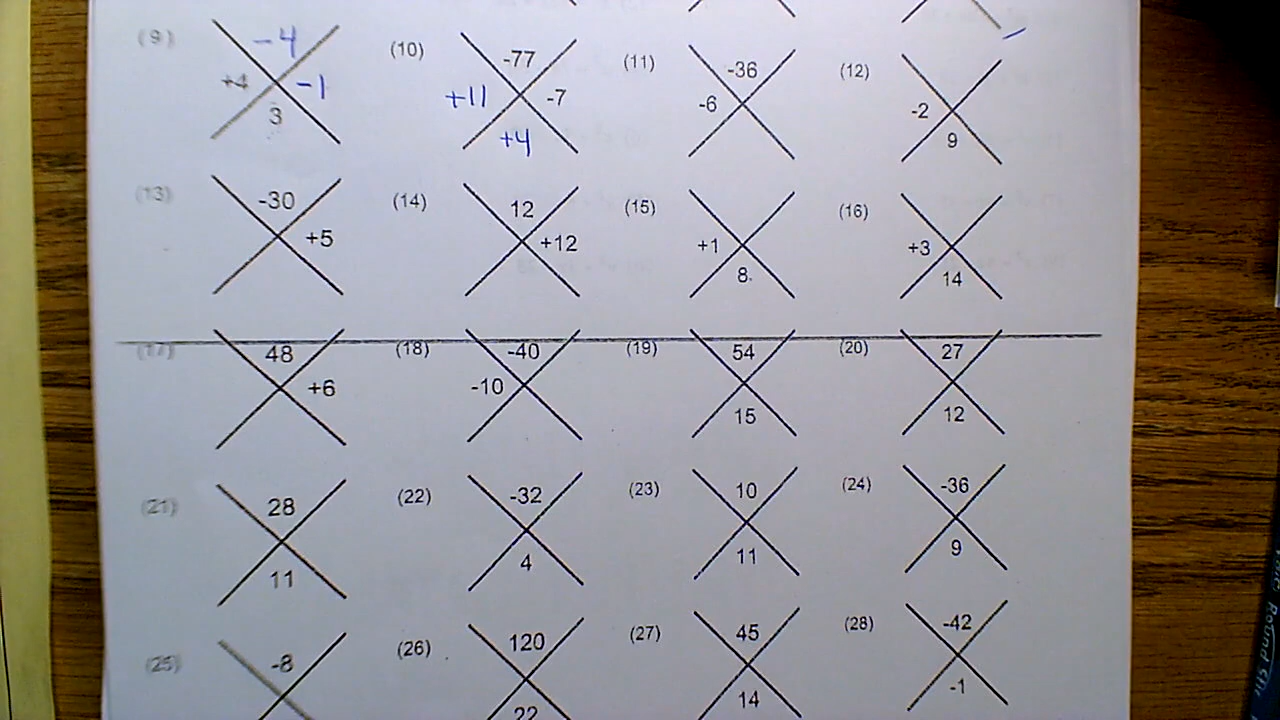 (9) -4 (10) -77 (11) -36 (12)
+4 -1 +11 -7 -6 -2
3 +4 9
(13) -30 (14) 12 (15) (16)
+5 +12 +1 +3
8 14
(17) 48 (18) -40 (19) 54 (20) 27
+6 -10
15 12
(21) 28 (22) -32 (23) 10 (24) -36
11 4 11 9
(25) -8 (26) 120 (27) 45 (28) -42
22 14 -1